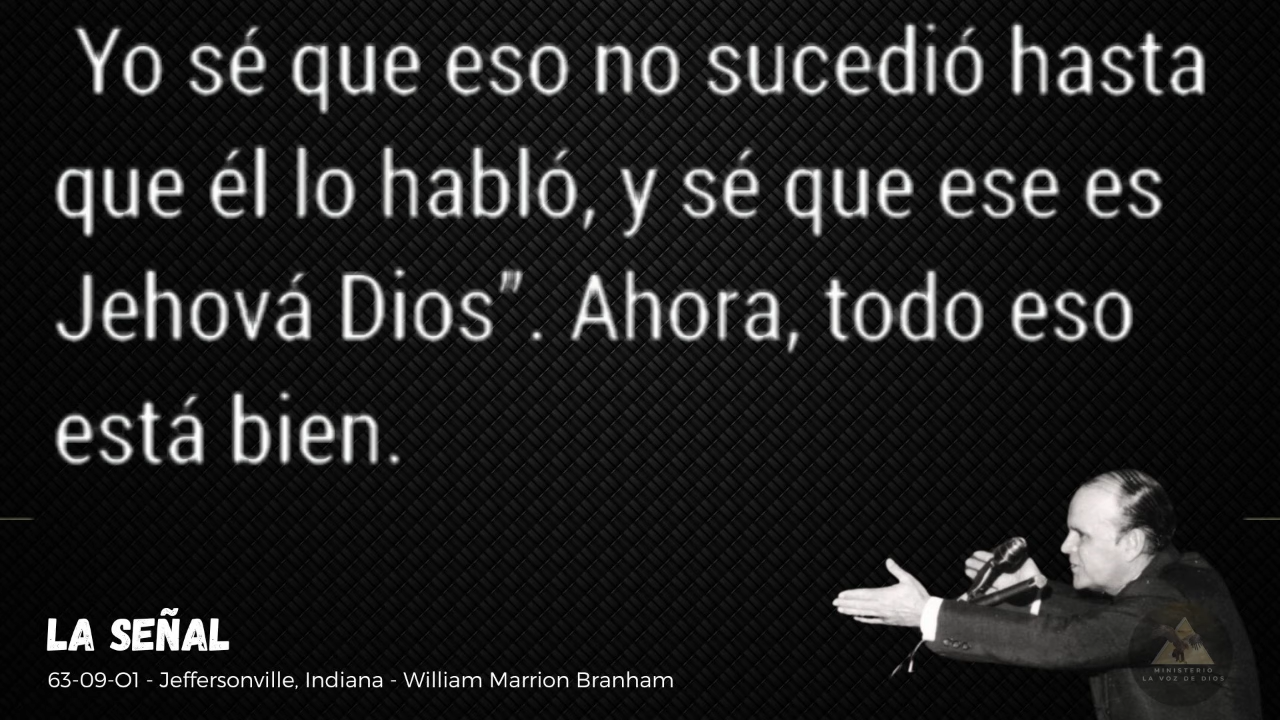 Yo sé que eso no sucedió hasta
que él lo habló, y sé que ese es
Jehová Dios”. Ahora, todo eso
está bien.
LA SEÑAL
63-09-O1 - Jeffersonville, Indiana - William Marrion Branham
MINISTERIO
LA VOZ DE DIOS